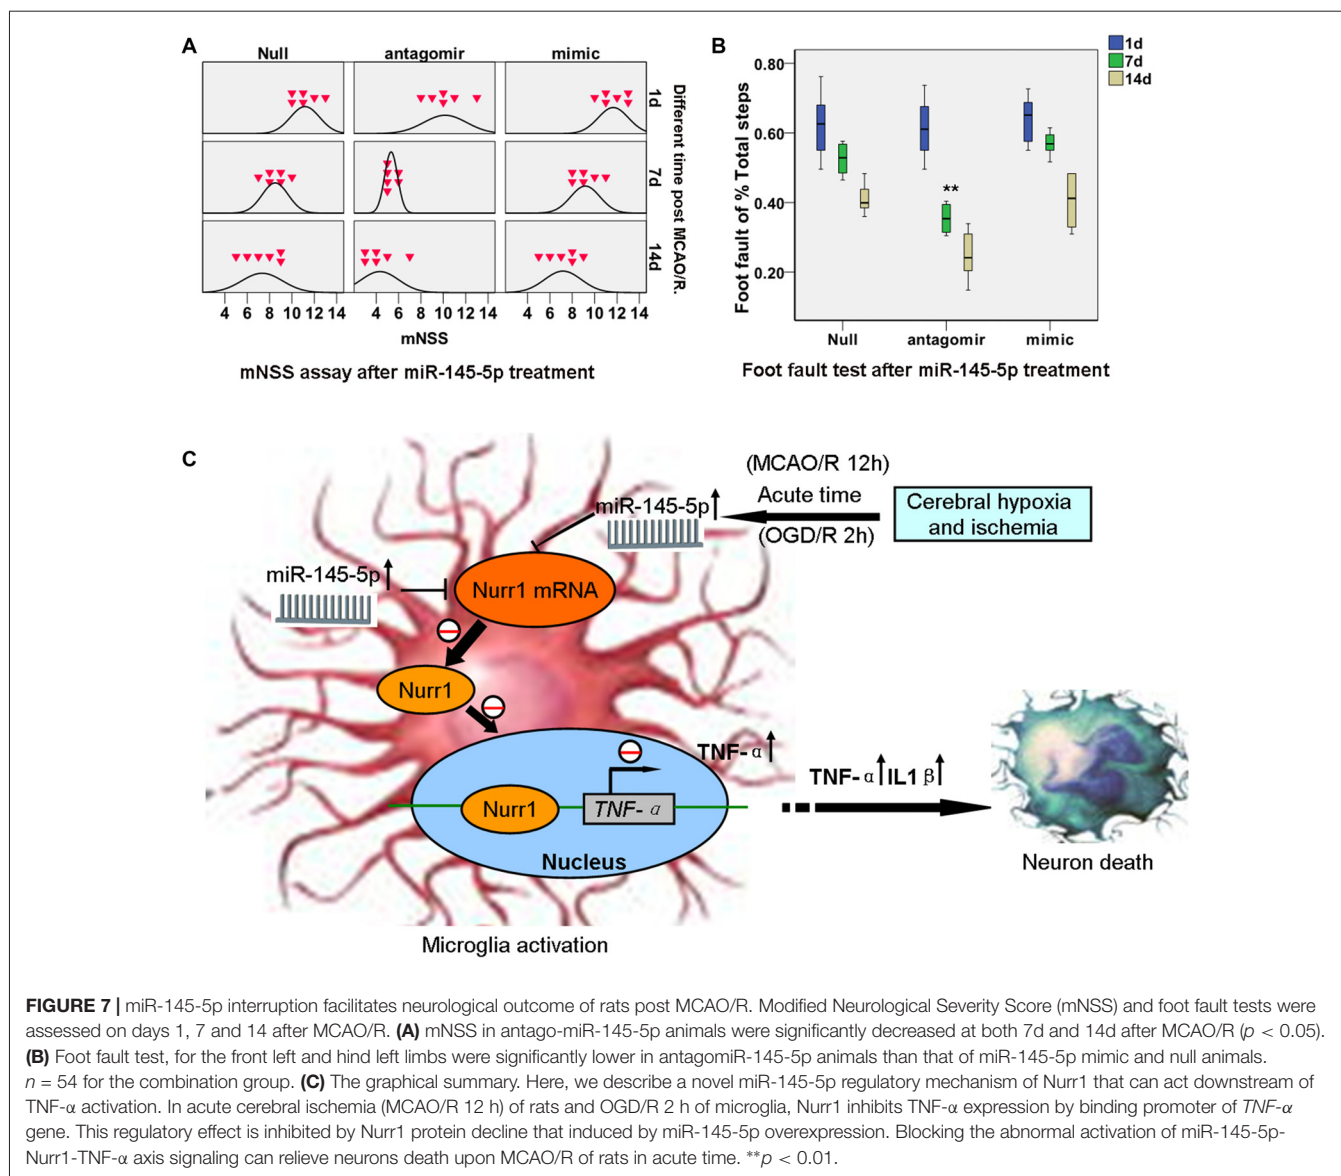 A
Null antagomir mimic
1d
7d
14d
Different time post MCAO/R.
4 6 8 10 12 14 4 6 8 10 12 14 4 6 8 10 12 14
mNSS
mNSS assay after miR-145-5p treatment
B
1d
7d
14d
Foot fault of % Total steps
0.80
0.60
0.40
0.20
**
Null antagomir mimic
Foot fault test after miR-145-5p treatment
C
(MCAO/R 12h)
Acute time
(OGD/R 2h)
Cerebral hypoxia
and ischemia
miR-145-5p
miR-145-5p
Nurr1 mRNA
Nurr1
TNF- α
Nurr1
TNF- α
Nucleus
TNF- α IL1 β
Neuron death
Microglia activation
FIGURE 7 | miR-145-5p interruption facilitates neurological outcome of rats post MCAO/R. Modified Neurological Severity Score (mNSS) and foot fault tests were
assessed on days 1, 7 and 14 after MCAO/R. (A) mNSS in antago-miR-145-5p animals were significantly decreased at both 7d and 14d after MCAO/R (p < 0.05).
(B) Foot fault test, for the front left and hind left limbs were significantly lower in antagomiR-145-5p animals than that of miR-145-5p mimic and null animals.
n = 54 for the combination group. (C) The graphical summary. Here, we describe a novel miR-145-5p regulatory mechanism of Nurr1 that can act downstream of
TNF-α activation. In acute cerebral ischemia (MCAO/R 12 h) of rats and OGD/R 2 h of microglia, Nurr1 inhibits TNF-α expression by binding promoter of TNF-α
gene. This regulatory effect is inhibited by Nurr1 protein decline that induced by miR-145-5p overexpression. Blocking the abnormal activation of miR-145-5p-
Nurr1-TNF-α axis signaling can relieve neurons death upon MCAO/R of rats in acute time. **p < 0.01.